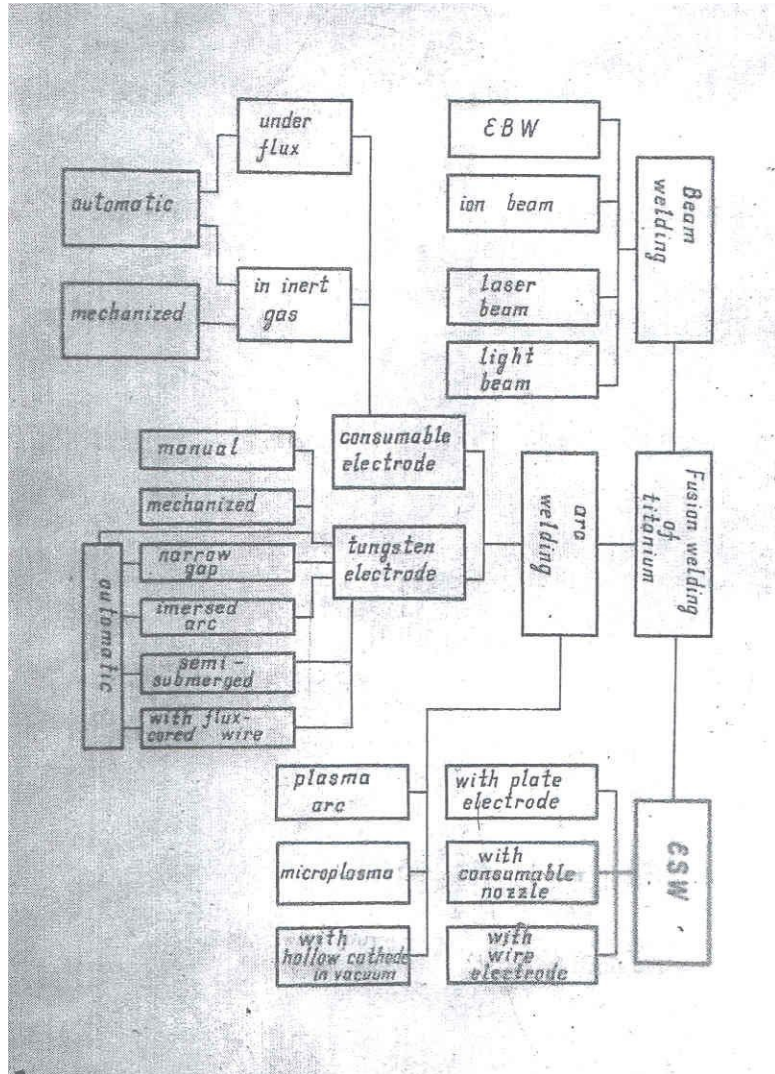 Fusion welding
of
titanium
Beam
welding
EBW
ion beam
laser
beam
light
beam
arc
welding
consumable
electrode
under
flux
in inert
gas
automatic
mechanized
tungsten
electrode
manual
mechanized
narrow
gap
imersed
arc
semi-
submerged
with flux-
cored wire
automatic
plasma
arc
microplasma
with
hollow cathode
in vacuum
ESW
with plate
electrode
with
consumable
nozzle
with
wire
electrode